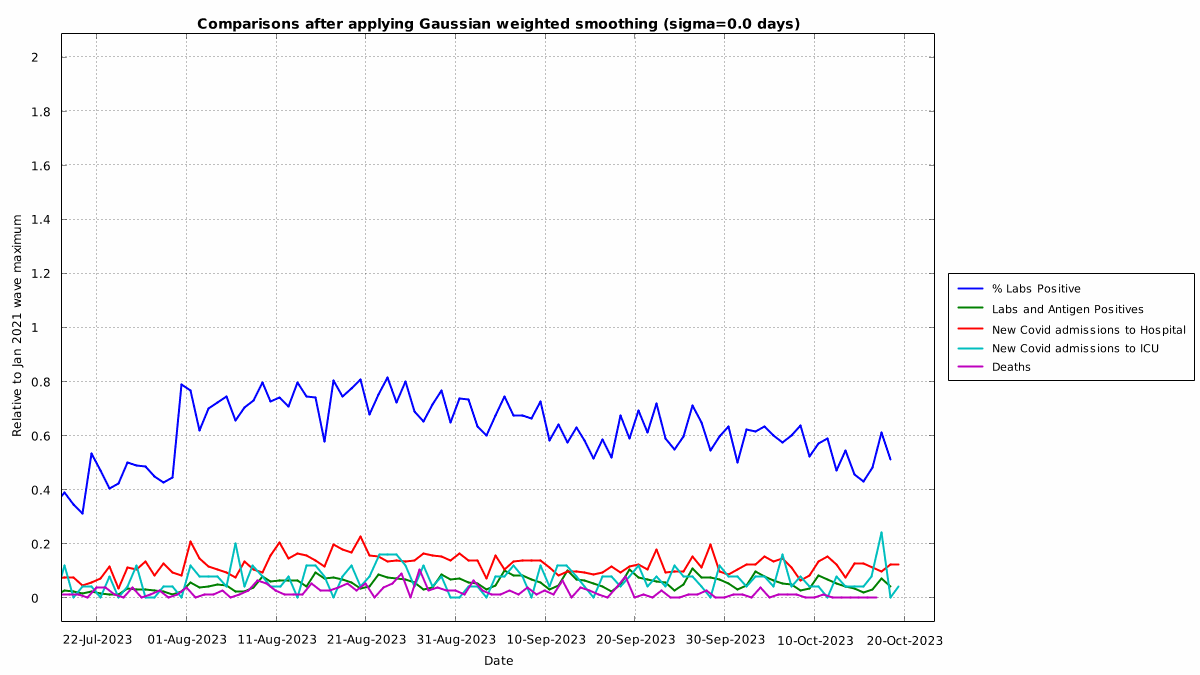 Comparisons after applying Gaussian weighted smoothing (sigma=0.0 days)
Relative to Jan 2021 wave maximum
2
1.8
1.6
1.4
1.2
1
0.8
0.6
0.4
0.2
0
22-Jul-2023 01-Aug-2023 11-Aug-2023 21-Aug-2023 31-Aug-2023 10-Sep-2023 20-Sep-2023 30-Sep-2023 10-Oct-2023 20-Oct-2023
Date
% Labs Positive
Labs and Antigen Positives
New Covid admissions to Hospital
New Covid admissions to ICU
Deaths